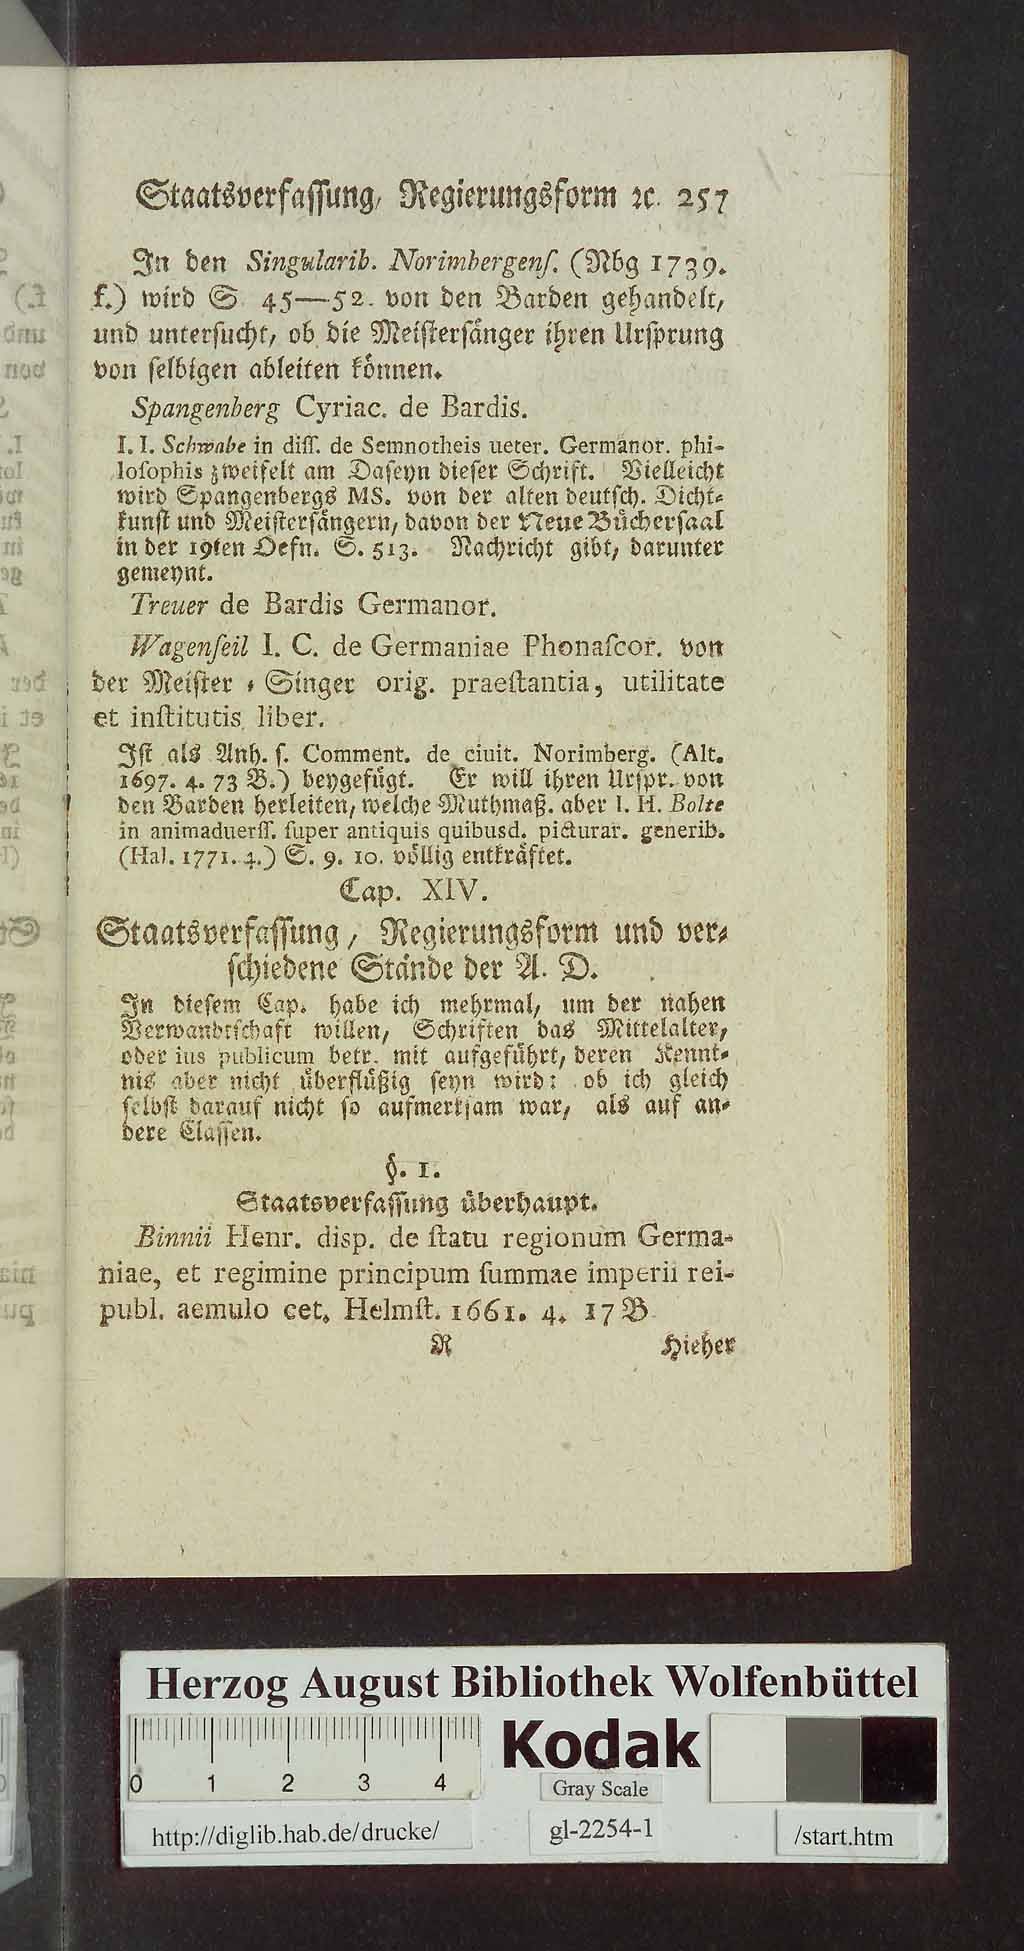 Staatsverfaſſung, Regierungsform ꝛc. 257
In den Singularib. Norimbergenſ. (Nbg 1739.
f.) wird S 45—52. von den Barden gehandelt,
und unterſucht, ob die Meiſterſånger ihren Urſprung
von ſelbigen ableiten kőnnen.
Spangenberg Cyriac. de Bardis.
I. I. Schwabe in diſſ. de Semnotheis ueter. Germanor. phi-
loſophis zweifelt am Daſeyn dieſer Schrift. Vielleicht
wird Spangenbergs MS. von der alten deutſch. Dicht-
kunſt und Meiſterſångern, davon der Neue Bůcherſaal
in der 19ten Oefn. S. 513. Nachricht gibt, darunter
gemeynt.
Treuer de Bardis Germanor.
Wagenſeil I. C. de Germaniae Phonaſcor. von
der Meiſter - Singer orig. praeſtantia, utilitate
et inſtitutis liber.
Iſt als Anh. ſ. Comment. de ciuit. Norimberg. (Alt.
1697. 4. 73 B.) beygefůgt. Er will ihren Urſpr. von
den Barden herleiten, welche Muthmaß. aber I. H. Bolte
in animaduerſſ. ſuper antiquis quibusd. picturar. generib.
(Hal. 1771. 4.) S. 9. 10. vőllig entkråftet.
Cap. XIV.
Staatsverfaſſung, Regierungsform und ver-
ſchiedene Stånde der A. D.
In dieſem Cap. habe ich mehrmal, um der nahen
Verwandtſchaft willen, Schriften das Mittelalter,
oder ius publicum betr. mit aufgefůhrt, deren Kennt-
nis aber nicht ůberflůßig ſeyn wird: ob ich gleich
ſelbſt darauf nicht ſo aufmerkſam war, als auf an-
dere Claſſen.
§. 1.
Staatsverfaſſung ůberhaupt.
Binnii Henr. disp. de ſtatu regionum Germa-
niae, et regimine principum ſummae imperii rei-
publ. aemulo cet. Helmſt. 1661. 4. 17 B
R Hieher
Herzog August Bibliothek Wolfenbüttel
0 1 2 3 4
Kodak
Gray Scale
http://diglib.hab.de/drucke/ gl-2254-1 /start.htm